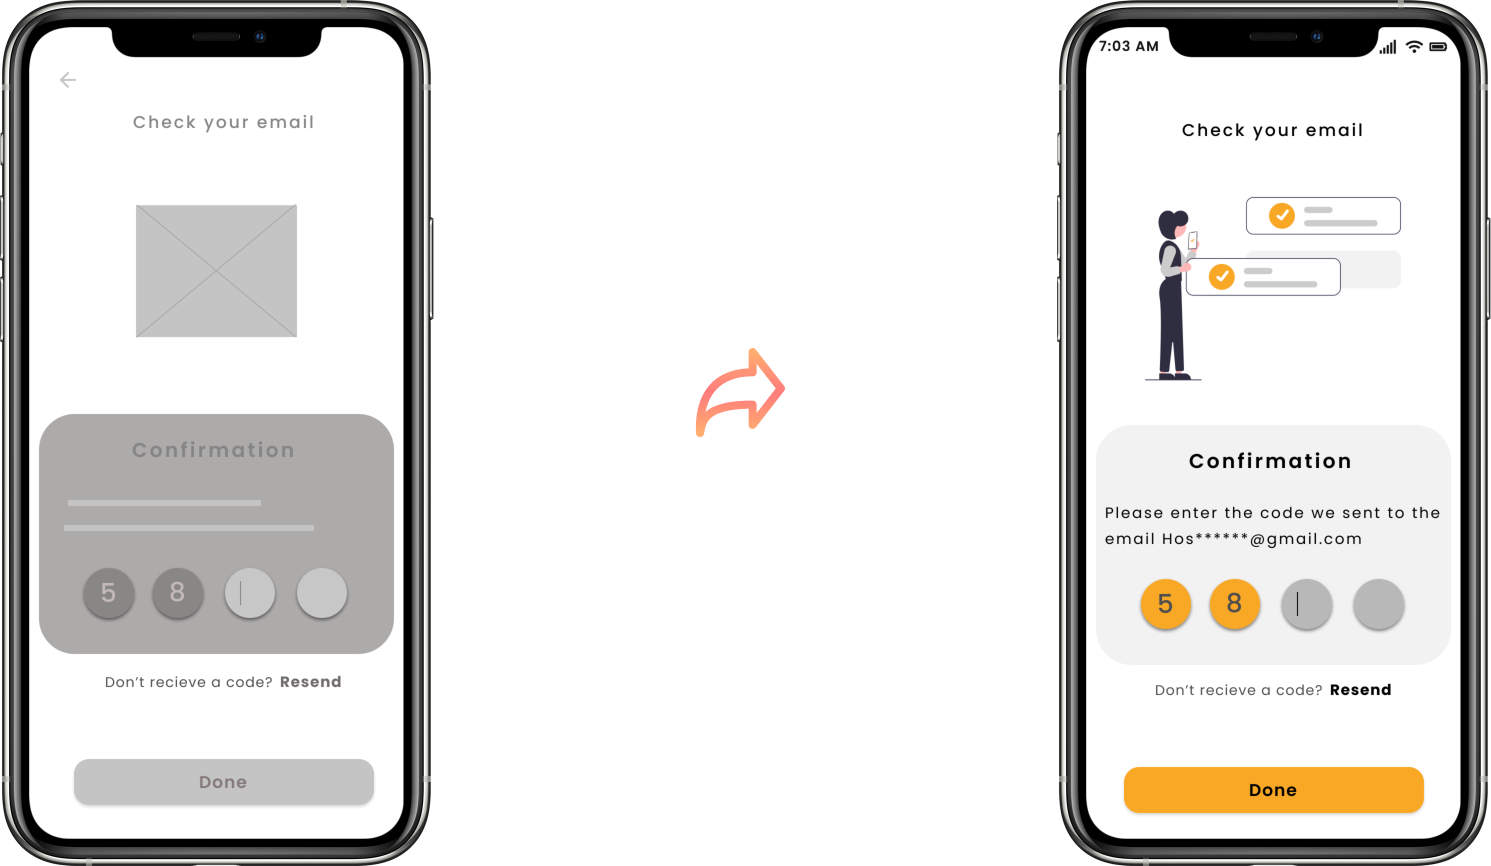 Check your email
Confirmation
5 8
Don't recieve a code? Resend
Done
7:03 AM
Check your email
Confirmation
Please enter the code we sent to the
email Hos******@gmail.com
5 8
Don't recieve a code? Resend
Done